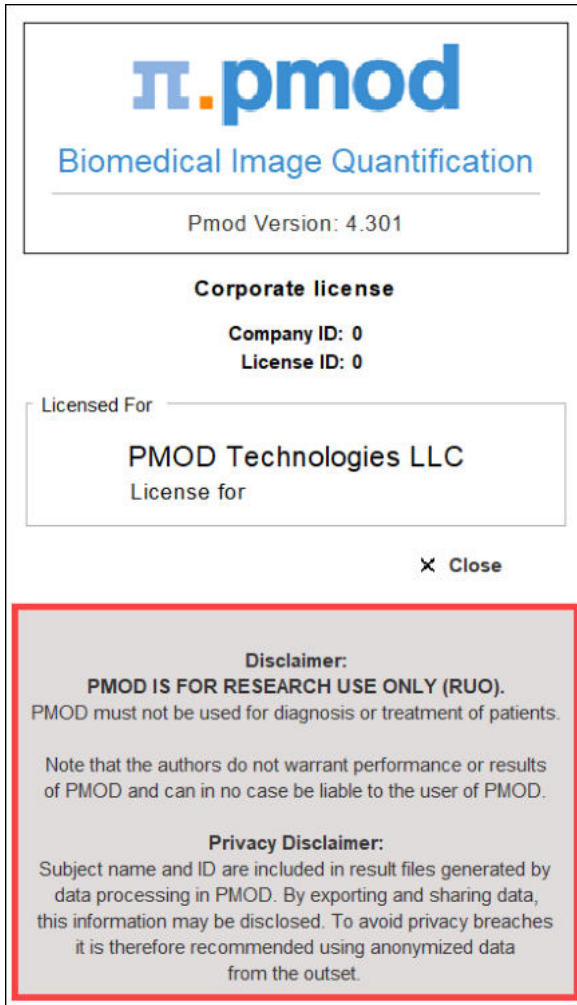 π.pmod
Biomedical Image Quantification
Pmod Version: 4.301
Corporate license
Company ID: 0
License ID: 0
Licensed For
PMOD Technologies LLC
License for
X Close
Disclaimer:
PMOD IS FOR RESEARCH USE ONLY (RUO).
PMOD must not be used for diagnosis or treatment of patients.
Note that the authors do not warrant performance or results
of PMOD and can in no case be liable to the user of PMOD.
Privacy Disclaimer:
Subject name and ID are included in result files generated by
data processing in PMOD. By exporting and sharing data,
this information may be disclosed. To avoid privacy breaches
it is therefore recommended using anonymized data
from the outset.